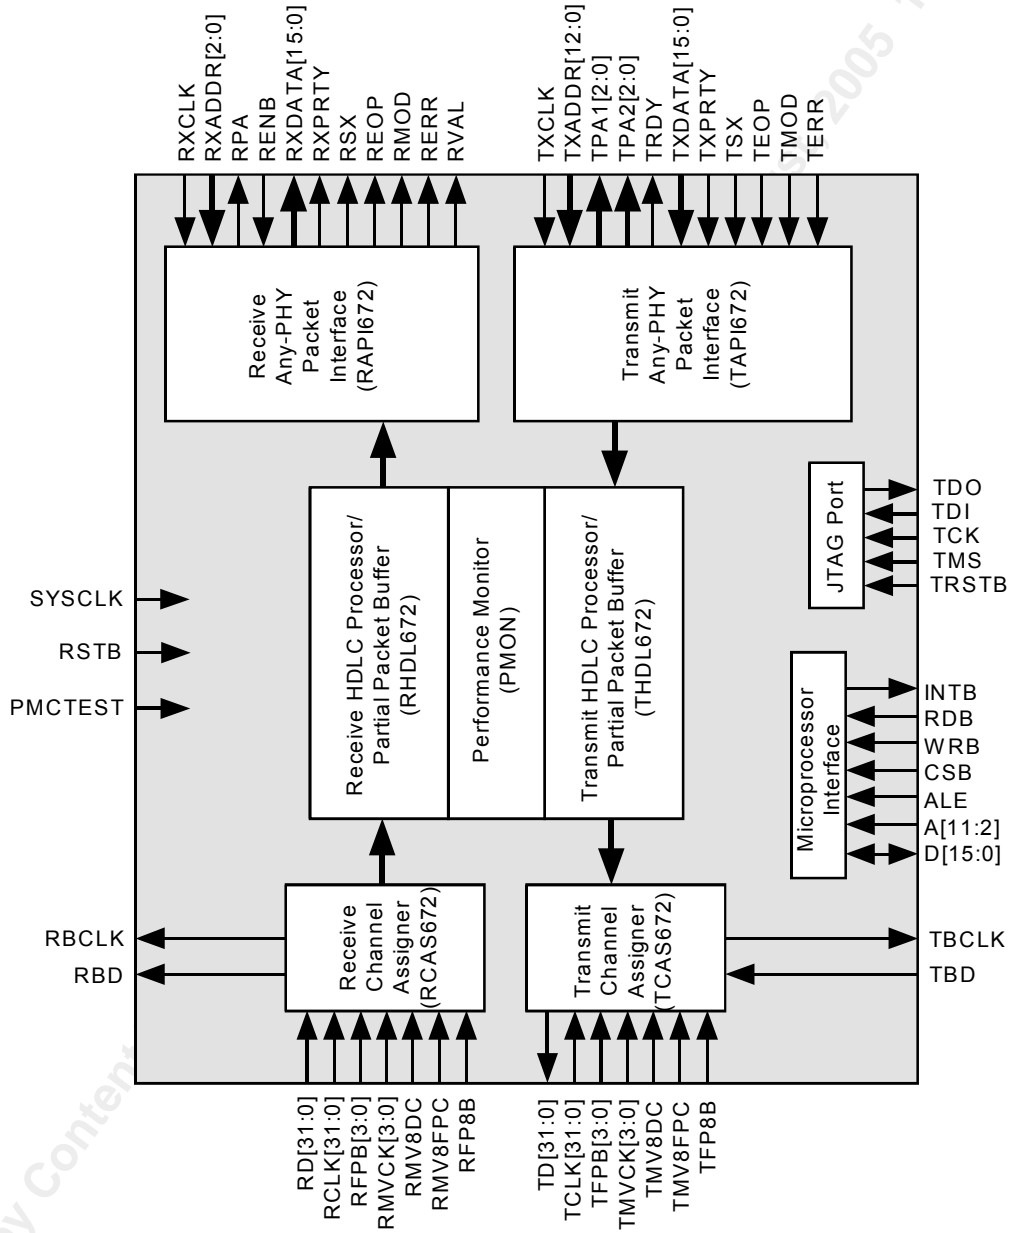 RXCLK
RXADDR[2:0]
RPA
RENB
RXDATA[15:0]
RXPRTY
RSX
REOP
RMOD
RERR
RVAL
TXCLK
TXADDR[12:0]
TPA1[2:0]
TPA2[2:0]
TRDY
TXDATA[15:0]
TXPRTY
TSX
TEOP
TMOD
TERR
Receive
Any-PHY
Packet
Interface
(RAPI672)
Transmit
Any-PHY
Packet
Interface
(TAPI672)
Receive HDLC Processor/
Partial Packet Buffer
(RHDL672)
Performance Monitor
(PMON)
Transmit HDLC Processor/
Partial Packet Buffer
(THDL672)
JTAG Port
TDO
TDI
TCK
TMS
TRSTB
SYSCLK
RSTB
PMCTEST
Microprocessor
Interface
INTB
RDB
WRB
CSB
ALE
A[11:2]
D[15:0]
Receive
Channel
Assigner
(RCAS672)
Transmit
Channel
Assigner
(TCAS672)
RBCLK
RBD
TBCLK
TBD
RD[31:0]
RCLK[31:0]
RFPB[3:0]
RMVCK[3:0]
RMV8DC
RMV8FPC
RFP8B
TD[31:0]
TCLK[31:0]
TFPB[3:0]
TMVCK[3:0]
TMV8DC
TMV8FPC
TFP8B
2005
Content